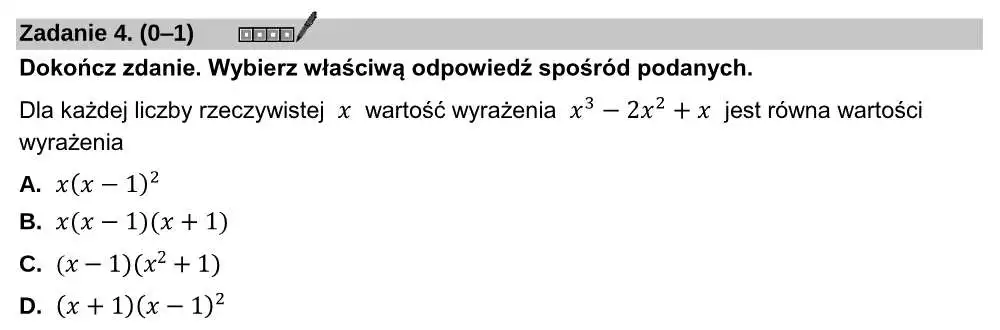 Zadanie 4. (0–1)
Dokończ zdanie. Wybierz właściwą odpowiedź spośród podanych.
Dla każdej liczby rzeczywistej x wartość wyrażenia x³ − 2x² + x jest równa wartości
wyrażenia
A. x(x − 1)²
B. x(x − 1)(x + 1)
C. (x − 1)(x² + 1)
D. (x + 1)(x − 1)²